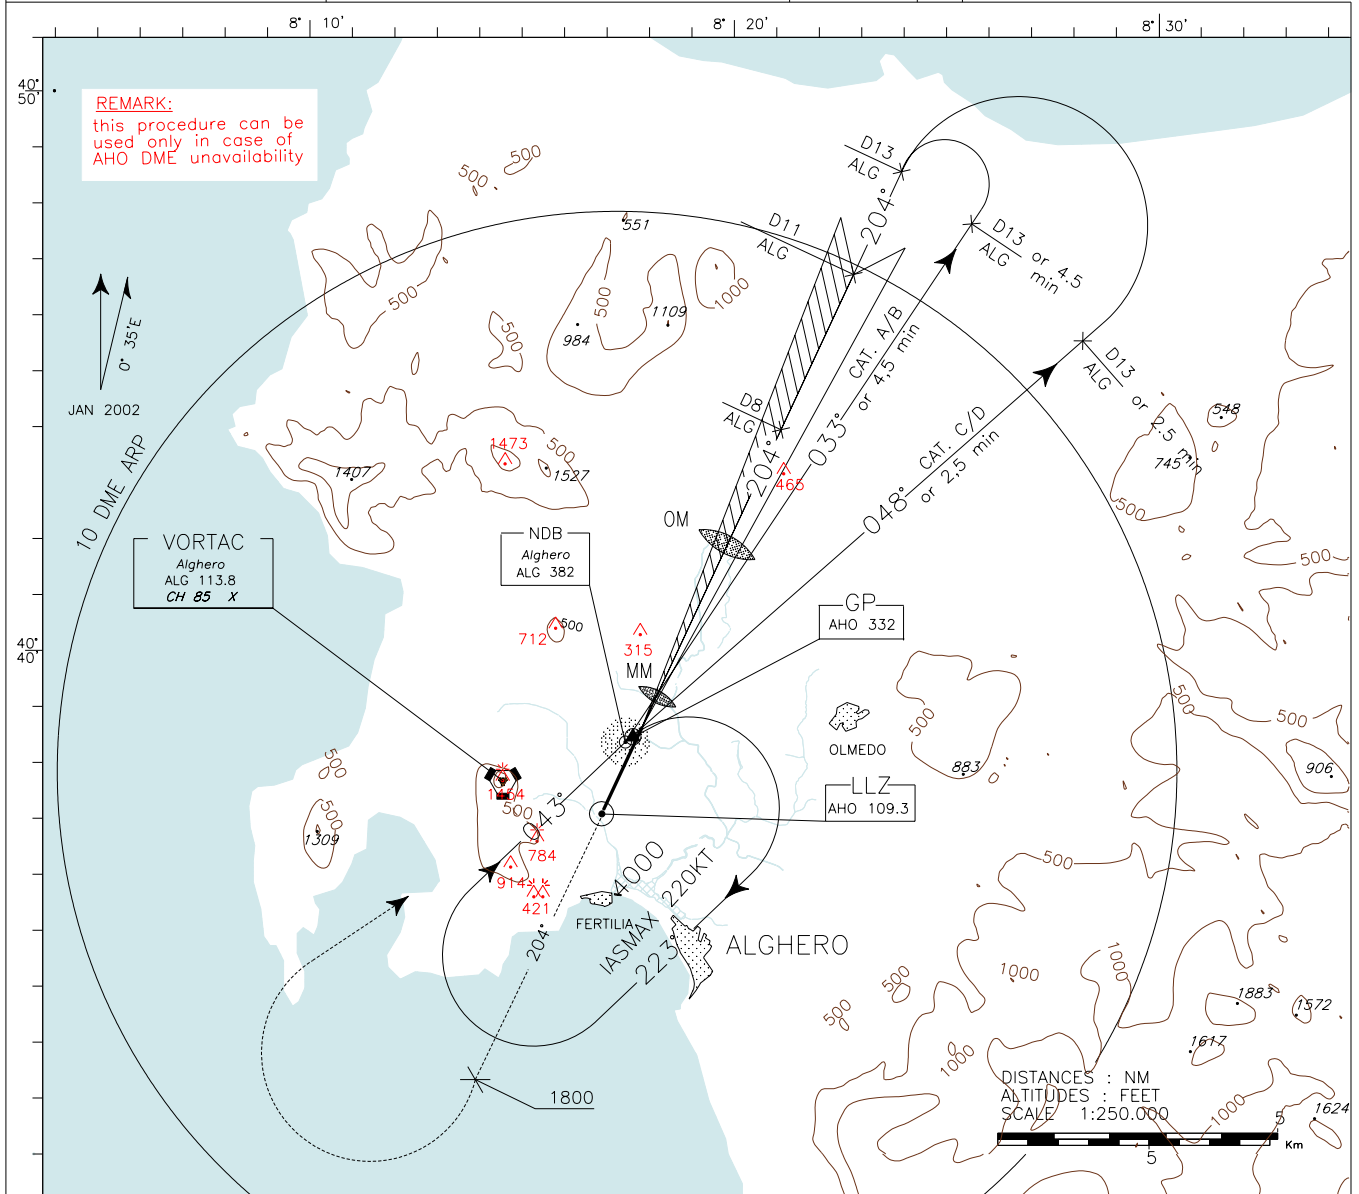 8° 10'
8° 20'
8° 30'
40°
50'
REMARK:
this procedure can be
used only in case of
AHO DME unavailability
500
500
551
D13
ALG
204°
D11
ALG
D13 or 4.5
ALG min
500
500
1109
1000
984
500
0° 35'E
JAN 2002
CAT. A/B
033° or 4,5 min
D13
ALG or 2.5 min
D8
ALG
204°
548
745
500
CAT. C/D
048° or 2,5 min
1473
500
1407
1527
465
10 DME ARP
OM
500
VORTAC
Alghero
ALG 113.8
CH 85 X
NDB
Alghero
ALG 382
GP
AHO 332
40°
40'
712
500
315
MM
500
500
500
OLMEDO
883
906
500
500
1309
1454
500
43°
LLZ
AHO 109.3
784
914
421
4000
500
FERTILIA
204°
IASMAX 220KT
223°
ALGHERO
1000
1000
500
500
1883
1572
1617
1000
1800
DISTANCES : NM
ALTITUDES : FEET
SCALE 1:250.000
1000
1624
5
Km
5